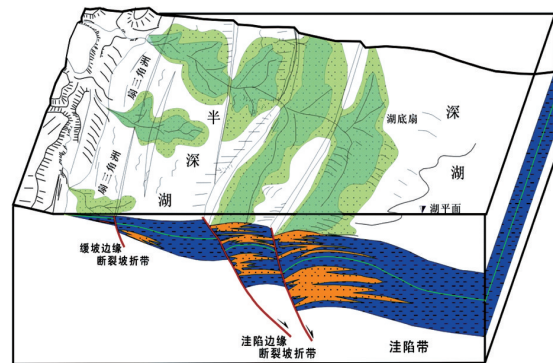 扇三角洲
扇三角洲
半
深
湖
湖底扇
深
湖
湖平面
缓坡边缘
断裂坡折带
洼陷边缘
断裂坡折带
洼陷带